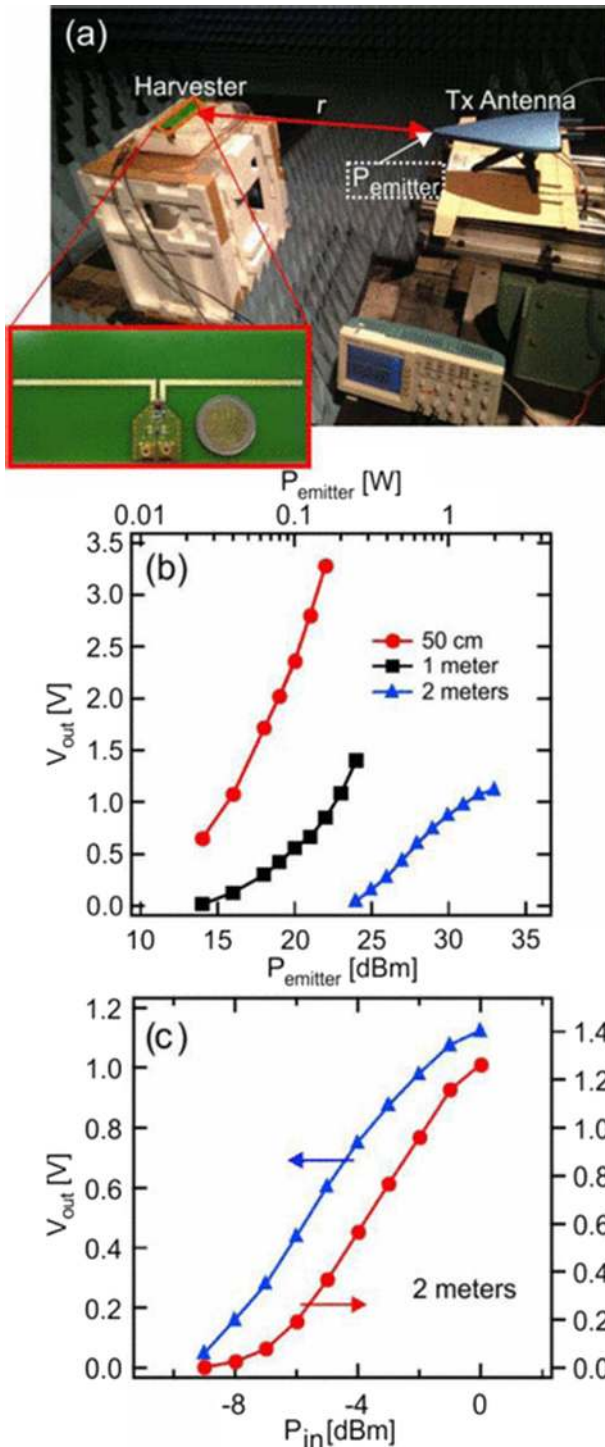 (a)
Harvester
r
Tx Antenna
P_emitter
P_emitter [W]
0.01 0.1 1
(b)
3.5
3.0
2.5
2.0
1.5
1.0
0.5
0.0
V_out [V]
50 cm
1 meter
2 meters
10 15 20 25 30 35
P_emitter [dBm]
(c)
1.2
1.0
0.8
0.6
0.4
0.2
0.0
V_out [V]
1.4
1.2
1.0
0.8
0.6
0.4
0.2
0.0
2 meters
-8 -4 0
P_in [dBm]